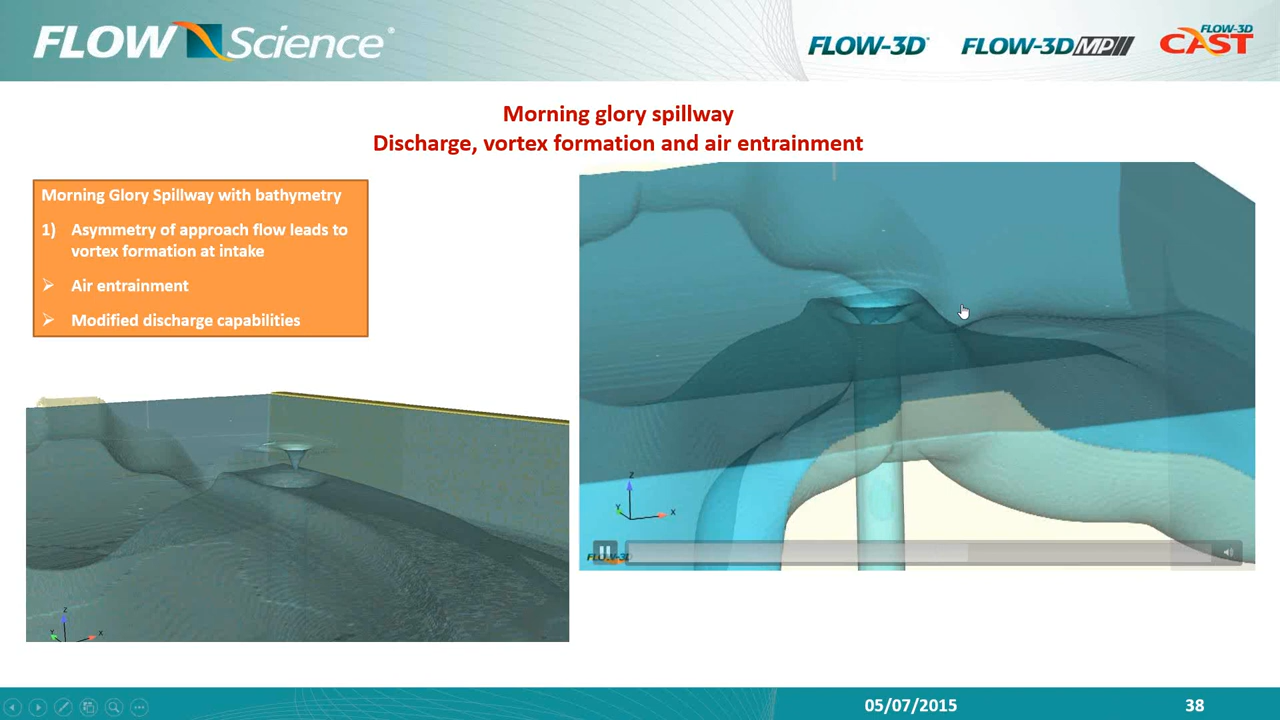 FLOW Science®
FLOW-3D®
FLOW-3D MP
FLOW-3D CAST
Morning glory spillway
Discharge, vortex formation and air entrainment
Morning Glory Spillway with bathymetry
1) Asymmetry of approach flow leads to
vortex formation at intake
➢ Air entrainment
➢ Modified discharge capabilities
z
x
Y
FLOW-3D
z
x
Y
05/07/2015
38